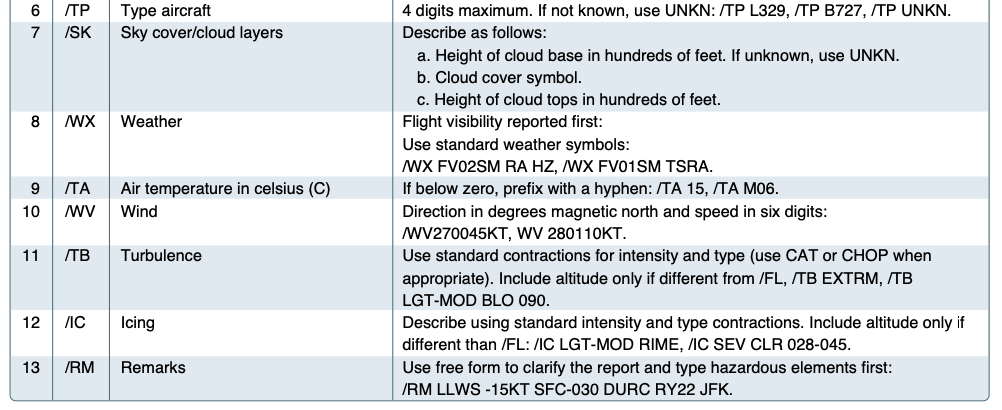 6 /TP Type aircraft 4 digits maximum. If not known, use UNKN: /TP L329, /TP B727, /TP UNKN.
7 /SK Sky cover/cloud layers Describe as follows:
a. Height of cloud base in hundreds of feet. If unknown, use UNKN.
b. Cloud cover symbol.
c. Height of cloud tops in hundreds of feet.
8 /WX Weather Flight visibility reported first:
Use standard weather symbols:
/WX FV02SM RA HZ, /WX FV01SM TSRA.
9 /TA Air temperature in celsius (C) If below zero, prefix with a hyphen: /TA 15, /TA M06.
10 /WV Wind Direction in degrees magnetic north and speed in six digits:
/WV270045KT, WV 280110KT.
11 /TB Turbulence Use standard contractions for intensity and type (use CAT or CHOP when
appropriate). Include altitude only if different from /FL, /TB EXTRM, /TB
LGT-MOD BLO 090.
12 /IC Icing Describe using standard intensity and type contractions. Include altitude only if
different than /FL: /IC LGT-MOD RIME, /IC SEV CLR 028-045.
13 /RM Remarks Use free form to clarify the report and type hazardous elements first:
/RM LLWS -15KT SFC-030 DURC RY22 JFK.